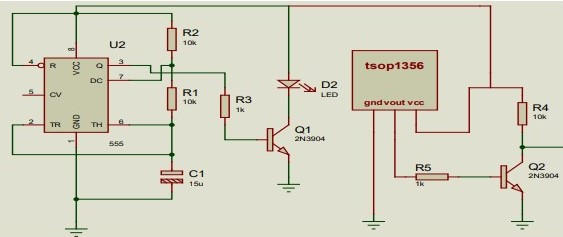 U2
R2
10k
4
R
8
VCC
Q
3
DC
7
5
CV
2
TR
GND
1
TH
6
555
R1
10k
R3
1k
C1
15u
D2
LED
Q1
2N3904
tsop1356
gnd vout vcc
R4
10k
R5
1k
Q2
2N3904